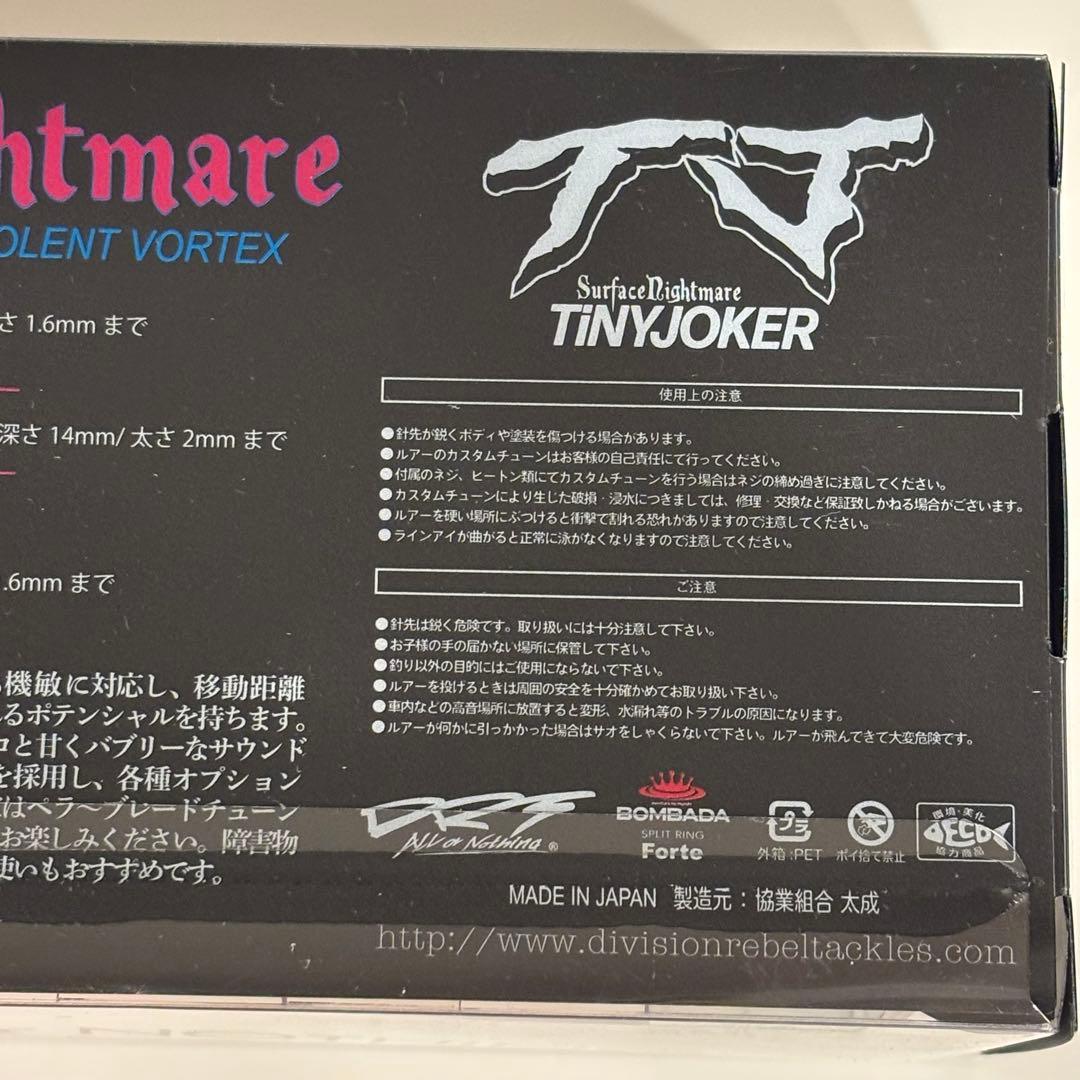 htmare
OLENT VORTEX
さ 1.6mm まで
深さ 14mm/ 太さ 2mm まで
.6mm まで
機敏に対応し、移動距離
るポテンシャルを持ちます。
ロと甘くバブリーなサウンド
を採用し、各種オプション
はペラ〜ブレードチューン
お楽しみください。障害物
使いもおすすめです。
TJ
SurfaceNightmare
TiNYJOKER
使用上の注意
●針先が鋭くボディや塗装を傷つける場合があります。
●ルアーのカスタムチューンはお客様の自己責任にて行ってください。
●付属のネジ、ヒートン類にてカスタムチューンを行う場合はネジの締め過ぎに注意してください。
●カスタムチューンにより生じた破損・浸水につきましては、修理・交換など保証致しかねる場合がございます。
●ルアーを硬い場所にぶつけると衝撃で割れる恐れがありますので注意してください。
●ラインアイが曲がると正常に泳がなくなりますので注意してください。
ご注意
●針先は鋭く危険です。取り扱いには十分注意して下さい。
●お子様の手の届かない場所に保管して下さい。
●釣り以外の目的にはご使用にならないで下さい。
●ルアーを投げるときは周囲の安全を十分確かめてお取り扱い下さい。
●車内などの高音場所に放置すると変形、水漏れ等のトラブルの原因になります。
●ルアーが何かに引っかかった場合はサオをしゃくらないで下さい。ルアーが飛んできて大変危険です。
DRT
All or Nothing ®
BOMBADA
SPLIT RING
Forte
プラ
外箱:PET
ポイ捨て禁止
環境・美化
ECO
協力商品
MADE IN JAPAN 製造元：協業組合 太成
http://www.divisionrebeltackles.com